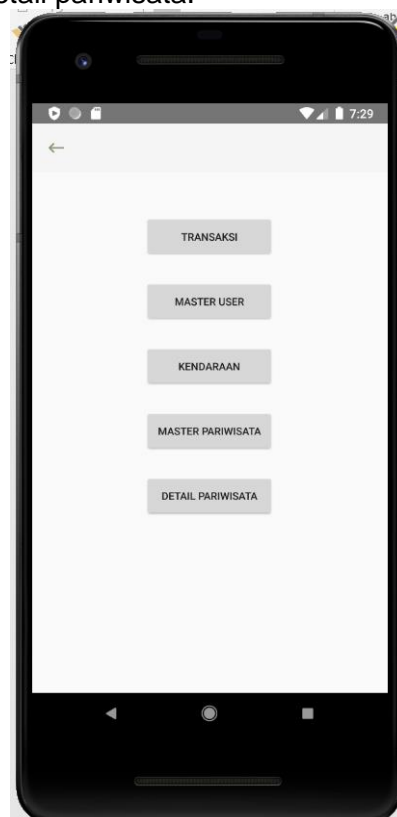 etail pariwisata.
7:29
TRANSAKSI
MASTER USER
KENDARAAN
MASTER PARIWISATA
DETAIL PARIWISATA